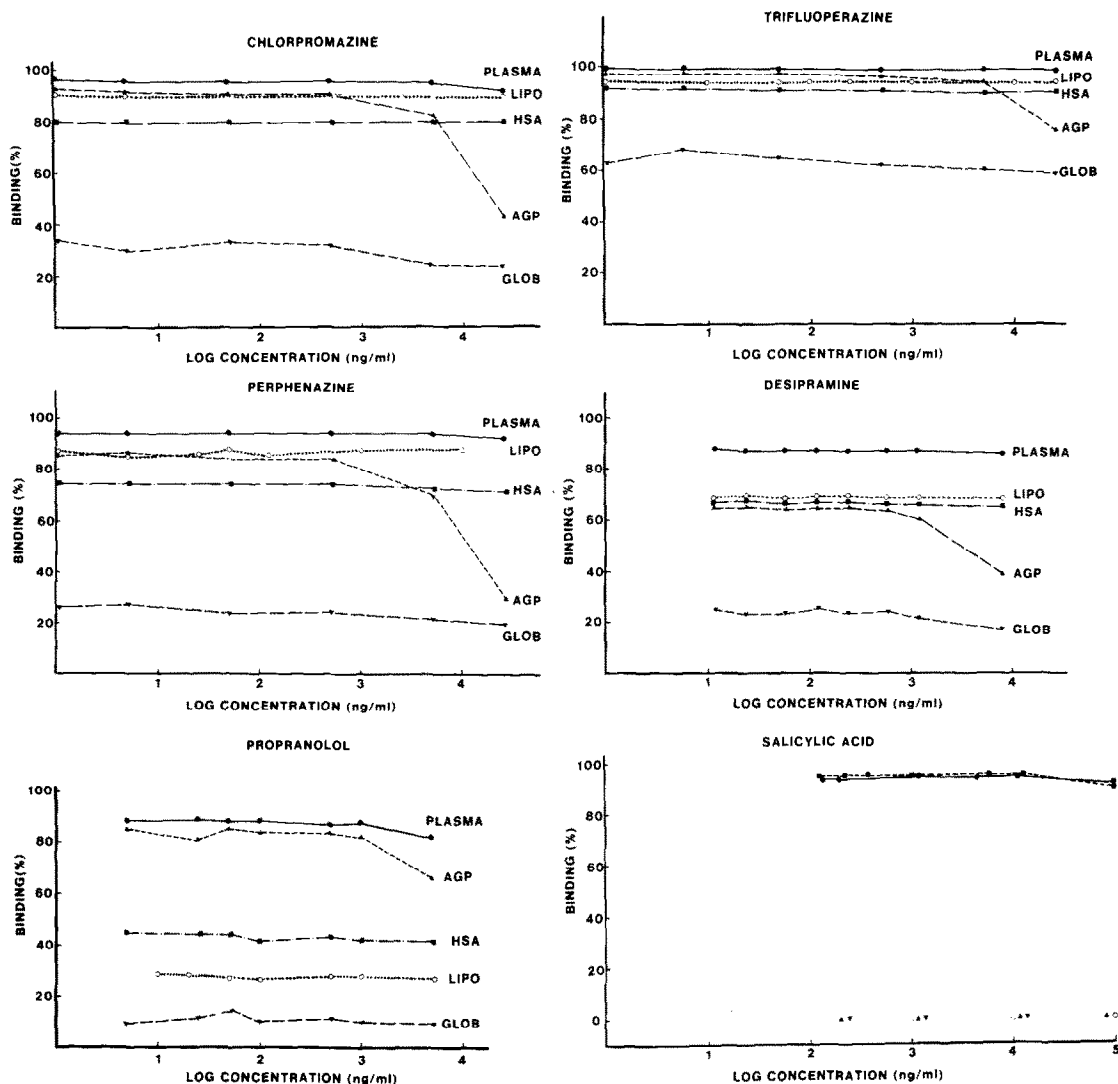 CHLORPROMAZINE
BINDING(%)
100
80
60
40
20
PLASMA
LIPO
HSA
AGP
GLOB
1 2 3 4
LOG CONCENTRATION (ng/ml)
TRIFLUOPERAZINE
BINDING (%)
100
80
60
40
20
PLASMA
LIPO
HSA
AGP
GLOB
1 2 3 4
LOG CONCENTRATION (ng/ml)
PERPHENAZINE
BINDING (%)
100
80
60
40
20
PLASMA
LIPO
HSA
AGP
GLOB
1 2 3 4
LOG CONCENTRATION (ng/ml)
DESIPRAMINE
BINDING (%)
100
80
60
40
20
PLASMA
LIPO
HSA
AGP
GLOB
1 2 3 4
LOG CONCENTRATION (ng/ml)
PROPRANOLOL
BINDING(%)
100
80
60
40
20
PLASMA
AGP
HSA
LIPO
GLOB
1 2 3 4
LOG CONCENTRATION (ng/ml)
SALICYLIC ACID
BINDING (%)
100
80
60
40
20
0
1 2 3 4 5
LOG CONCENTRATION (ng/ml)